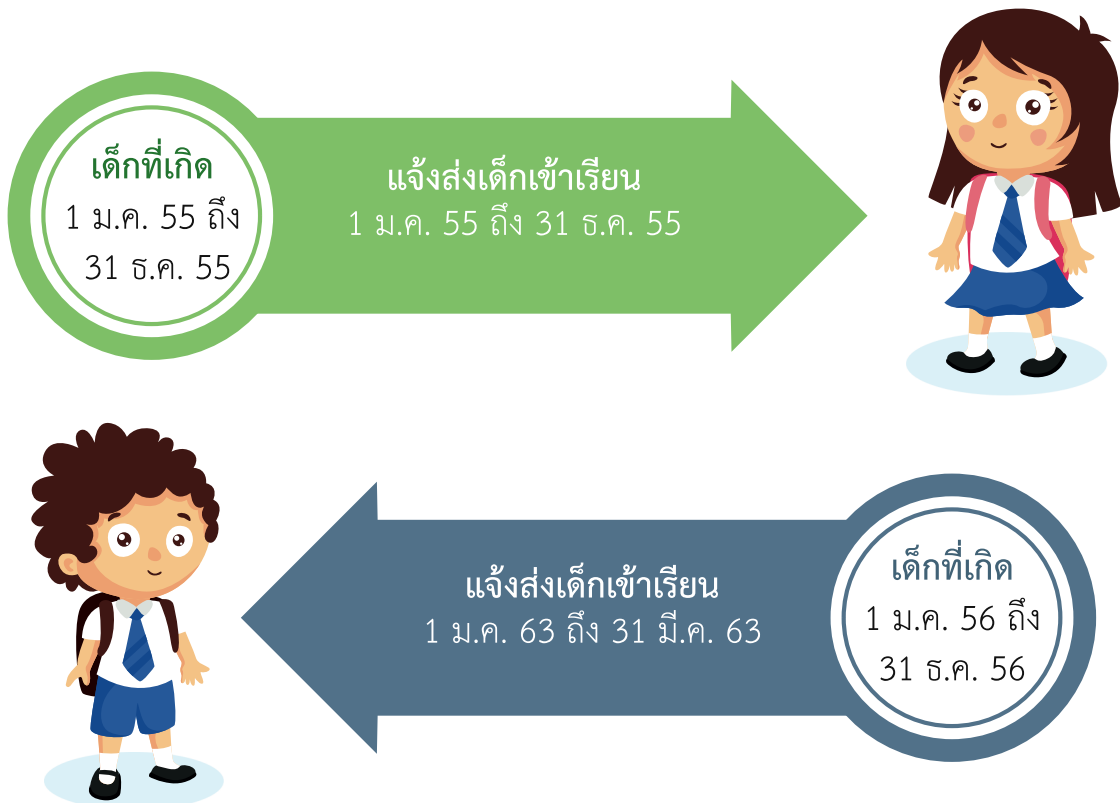 เด็กที่เกิด
1 ม.ค. 55 ถึง
31 ธ.ค. 55
แจ้งส่งเด็กเข้าเรียน
1 ม.ค. 55 ถึง 31 ธ.ค. 55
แจ้งส่งเด็กเข้าเรียน
1 ม.ค. 63 ถึง 31 มี.ค. 63
เด็กที่เกิด
1 ม.ค. 56 ถึง
31 ธ.ค. 56